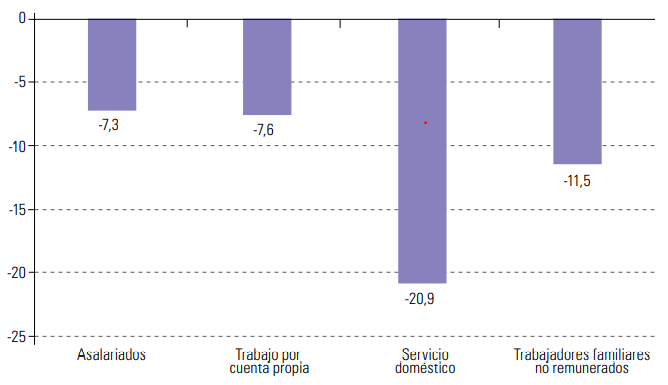 0
-5
-10
-15
-20
-25
-7,3
-7,6
-20,9
-11,5
Asalariados
Trabajo por
cuenta propia
Servicio
doméstico
Trabajadores familiares
no remunerados